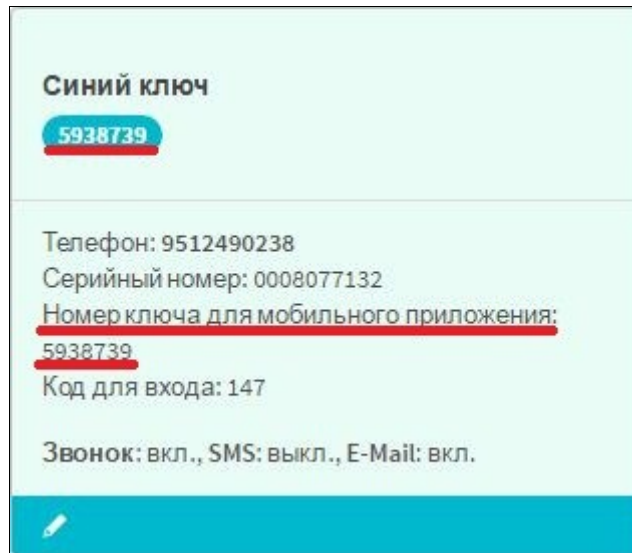 Синий ключ
5938739
Телефон: 9512490238
Серийный номер: 0008077132
Номер ключа для мобильного приложения:
5938739
Код для входа: 147
Звонок: вкл., SMS: выкл., E-Mail: вкл.